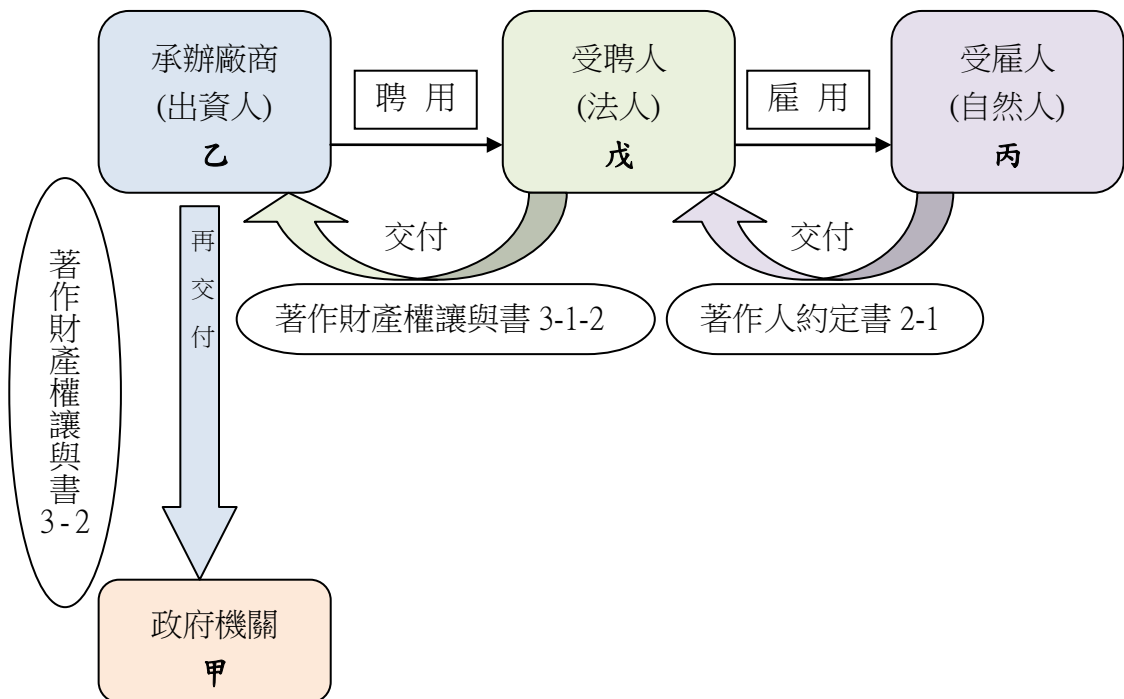 承辦廠商
(出資人)
乙
聘 用
受聘人
(法人)
戊
雇 用
受雇人
(自然人)
丙
交付
交付
著作財產權讓與書 3-1-2
著作人約定書 2-1
再交付
著作財產權讓與書
3-2
政府機關
甲